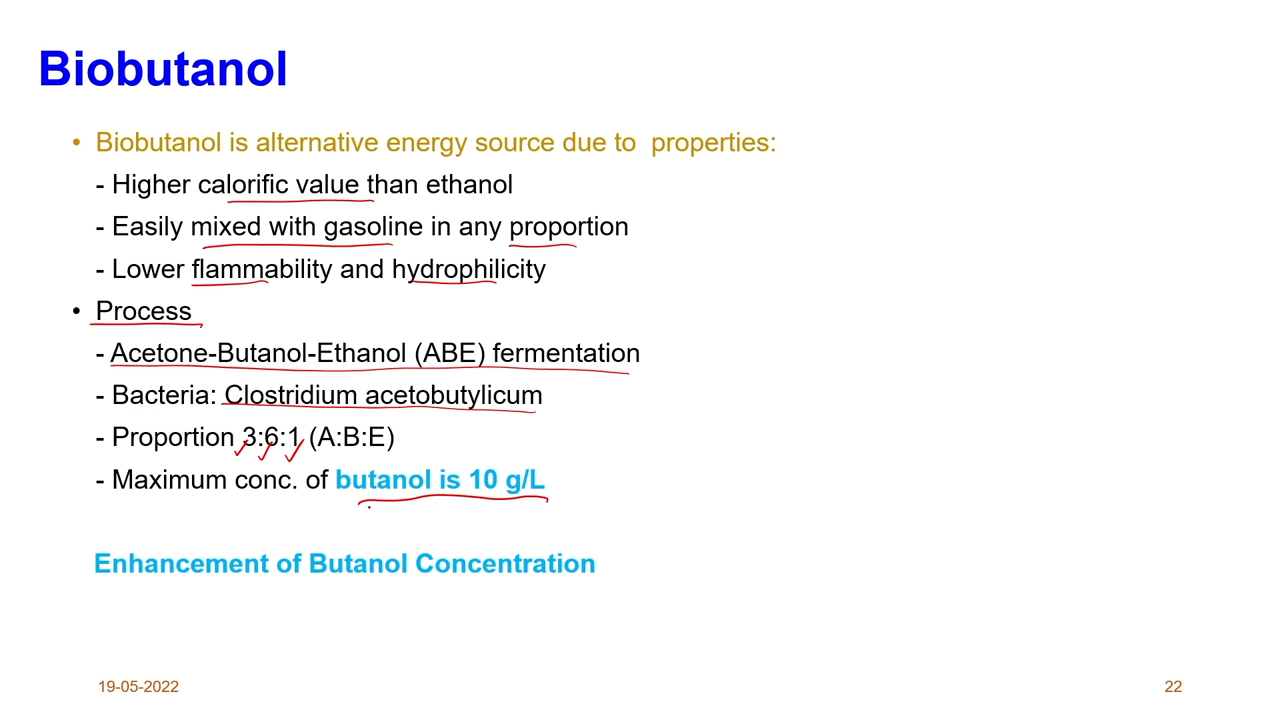 Biobutanol
• Biobutanol is alternative energy source due to  properties:
- Higher calorific value than ethanol
- Easily mixed with gasoline in any proportion
- Lower flammability and hydrophilicity
• Process
- Acetone-Butanol-Ethanol (ABE) fermentation
- Bacteria: Clostridium acetobutylicum
- Proportion 3:6:1 (A:B:E)
- Maximum conc. of butanol is 10 g/L
Enhancement of Butanol Concentration
19-05-2022
22